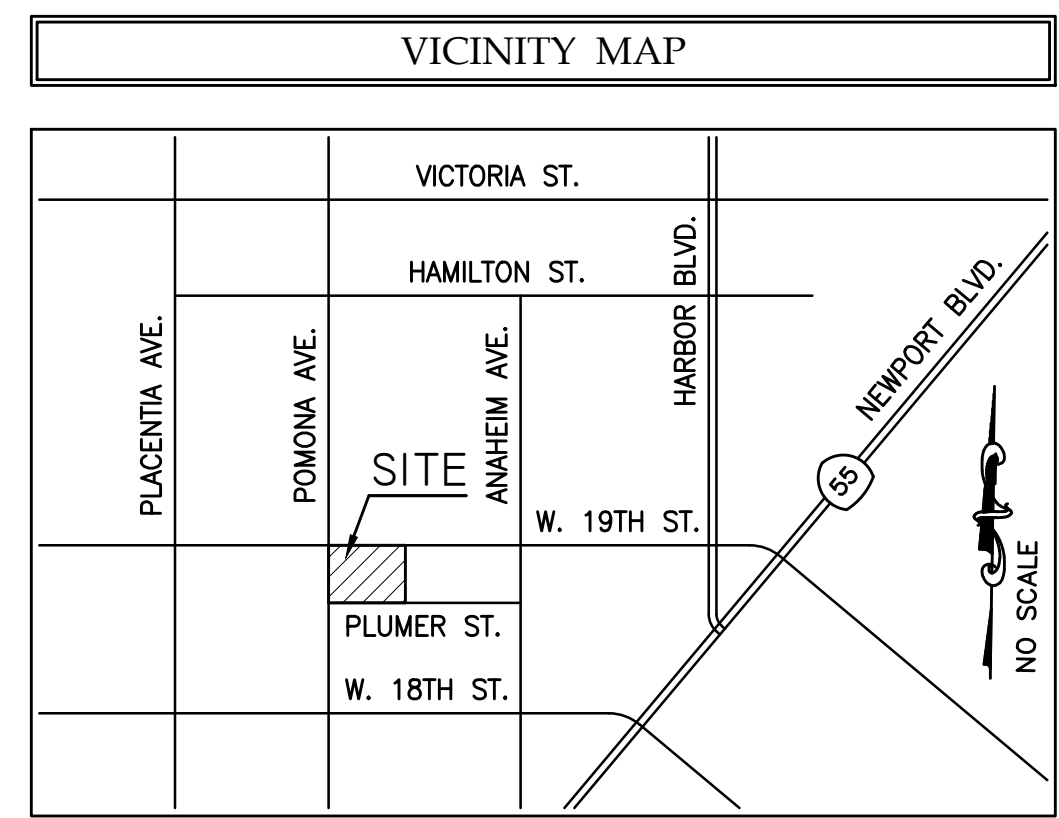 VICINITY MAP
VICTORIA ST.
HAMILTON ST.
HARBOR BLVD.
NEWPORT BLVD.
PLACENTIA AVE.
POMONA AVE.
ANAHEIM AVE.
SITE
55
W. 19TH ST.
NO SCALE
PLUMER ST.
W. 18TH ST.